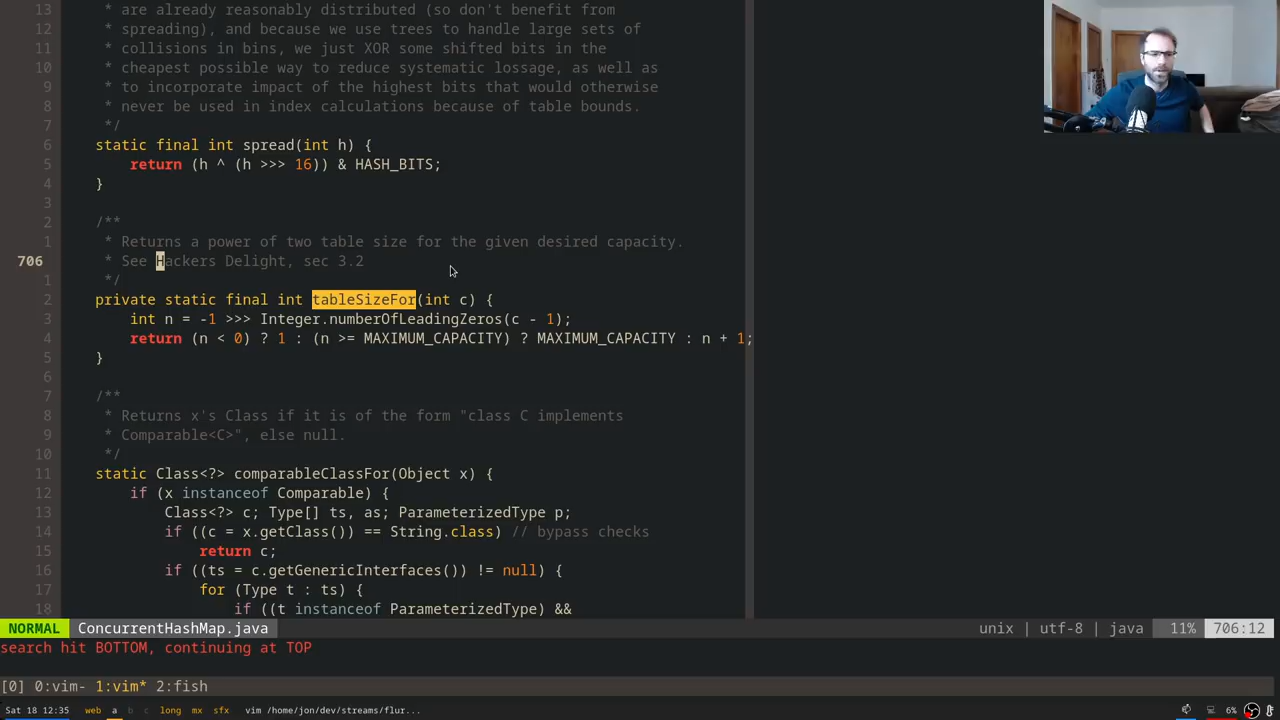 13 * are already reasonably distributed (so don't benefit from
12 * spreading), and because we use trees to handle large sets of
11 * collisions in bins, we just XOR some shifted bits in the
10 * cheapest possible way to reduce systematic lossage, as well as
9 * to incorporate impact of the highest bits that would otherwise
8 * never be used in index calculations because of table bounds.
7 */
6 static final int spread(int h) {
5 return (h ^ (h >>> 16)) & HASH_BITS;
4 }
3
2 /**
1 * Returns a power of two table size for the given desired capacity.
706 * See Hackers Delight, sec 3.2
1 */
2 private static final int tableSizeFor(int c) {
3 int n = -1 >>> Integer.numberOfLeadingZeros(c - 1);
4 return (n < 0) ? 1 : (n >= MAXIMUM_CAPACITY) ? MAXIMUM_CAPACITY : n + 1;
5 }
6
7 /**
8 * Returns x's Class if it is of the form "class C implements
9 * Comparable<C>", else null.
10 */
11 static Class<?> comparableClassFor(Object x) {
12 if (x instanceof Comparable) {
13 Class<?> c; Type[] ts, as; ParameterizedType p;
14 if ((c = x.getClass()) == String.class) // bypass checks
15 return c;
16 if ((ts = c.getGenericInterfaces()) != null) {
17 for (Type t : ts) {
18 if ((t instanceof ParameterizedType) &&
NORMAL ConcurrentHashMap.java unix | utf-8 | java 11% 706:12
search hit BOTTOM, continuing at TOP
[0] 0:vim- 1:vim* 2:fish
Sat 18 12:35 web a b c long mx sfx vim /home/jon/dev/streams/flur... 6%